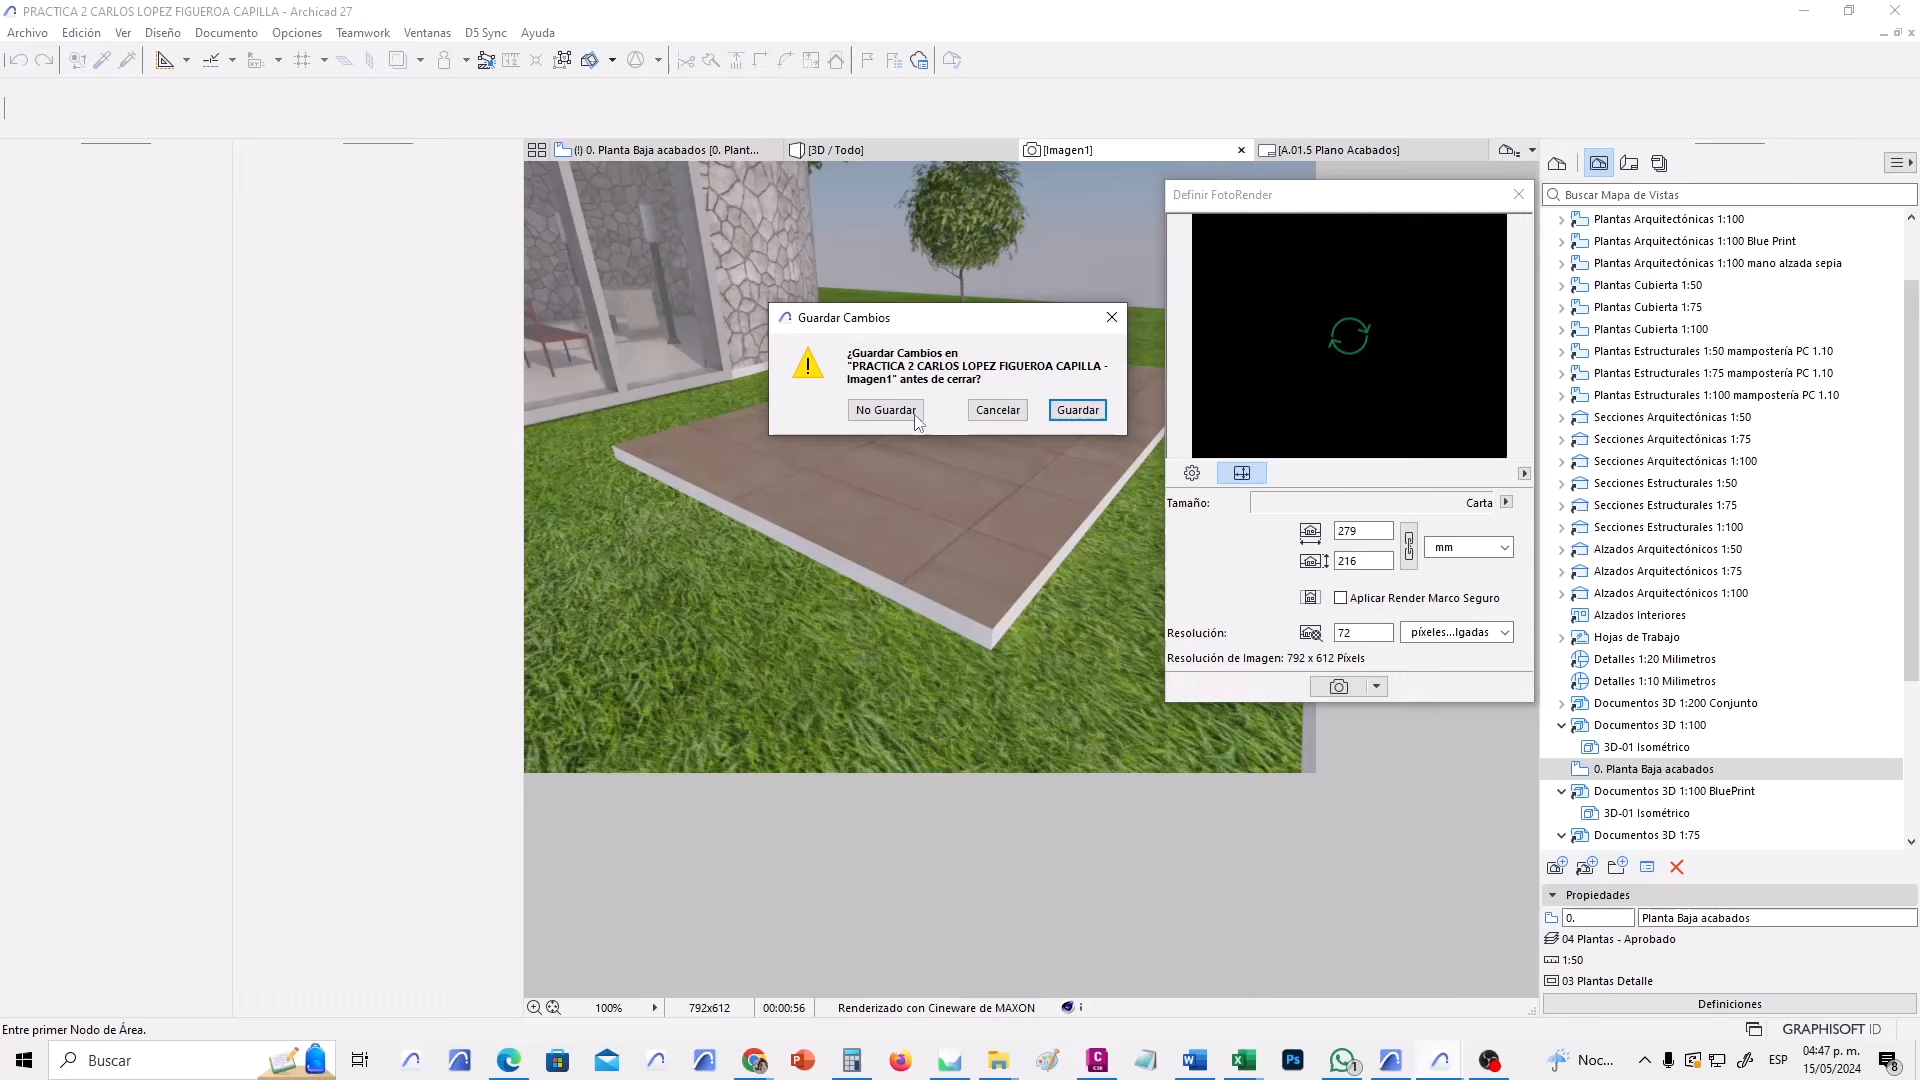 PRACTICA 2 CARLOS LOPEZ FIGUEROA CAPILLA - Archicad 27
Archivo Edición Ver Diseño Documento Opciones Teamwork Ventanas D5 Sync Ayuda
(!) 0. Planta Baja acabados [0. Plant...
[3D / Todo]
[Imagen1]
[A.01.5 Plano Acabados]
Buscar Mapa de Vistas
Plantas Arquitectónicas 1:100
Plantas Arquitectónicas 1:100 Blue Print
Plantas Arquitectónicas 1:100 mano alzada sepia
Plantas Cubierta 1:50
Plantas Cubierta 1:75
Plantas Cubierta 1:100
Plantas Estructurales 1:50 mampostería PC 1.10
Plantas Estructurales 1:75 mampostería PC 1.10
Plantas Estructurales 1:100 mampostería PC 1.10
Secciones Arquitectónicas 1:50
Secciones Arquitectónicas 1:75
Secciones Arquitectónicas 1:100
Secciones Estructurales 1:50
Secciones Estructurales 1:75
Secciones Estructurales 1:100
Alzados Arquitectónicos 1:50
Alzados Arquitectónicos 1:75
Alzados Arquitectónicos 1:100
Alzados Interiores
Hojas de Trabajo
Detalles 1:20 Milimetros
Detalles 1:10 Milimetros
Documentos 3D 1:200 Conjunto
Documentos 3D 1:100
3D-01 Isométrico
0. Planta Baja acabados
Documentos 3D 1:100 BluePrint
3D-01 Isométrico
Documentos 3D 1:75
Propiedades
0. Planta Baja acabados
04 Plantas - Aprobado
1:50
03 Plantas Detalle
Definiciones
GRAPHISOFT ID
Definir FotoRender
Tamaño: Carta
279
mm
216
Aplicar Render Marco Seguro
Resolución: 72 píxeles...lgadas
Resolución de Imagen: 792 x 612 Píxels
Guardar Cambios
¿Guardar Cambios en
"PRACTICA 2 CARLOS LOPEZ FIGUEROA CAPILLA -
Imagen1" antes de cerrar?
No Guardar Cancelar Guardar
100% 792x612 00:00:56 Renderizado con Cineware de MAXON i
Entre primer Nodo de Área.
Buscar
Noc...
ESP
04:47 p. m.
15/05/2024
8
1